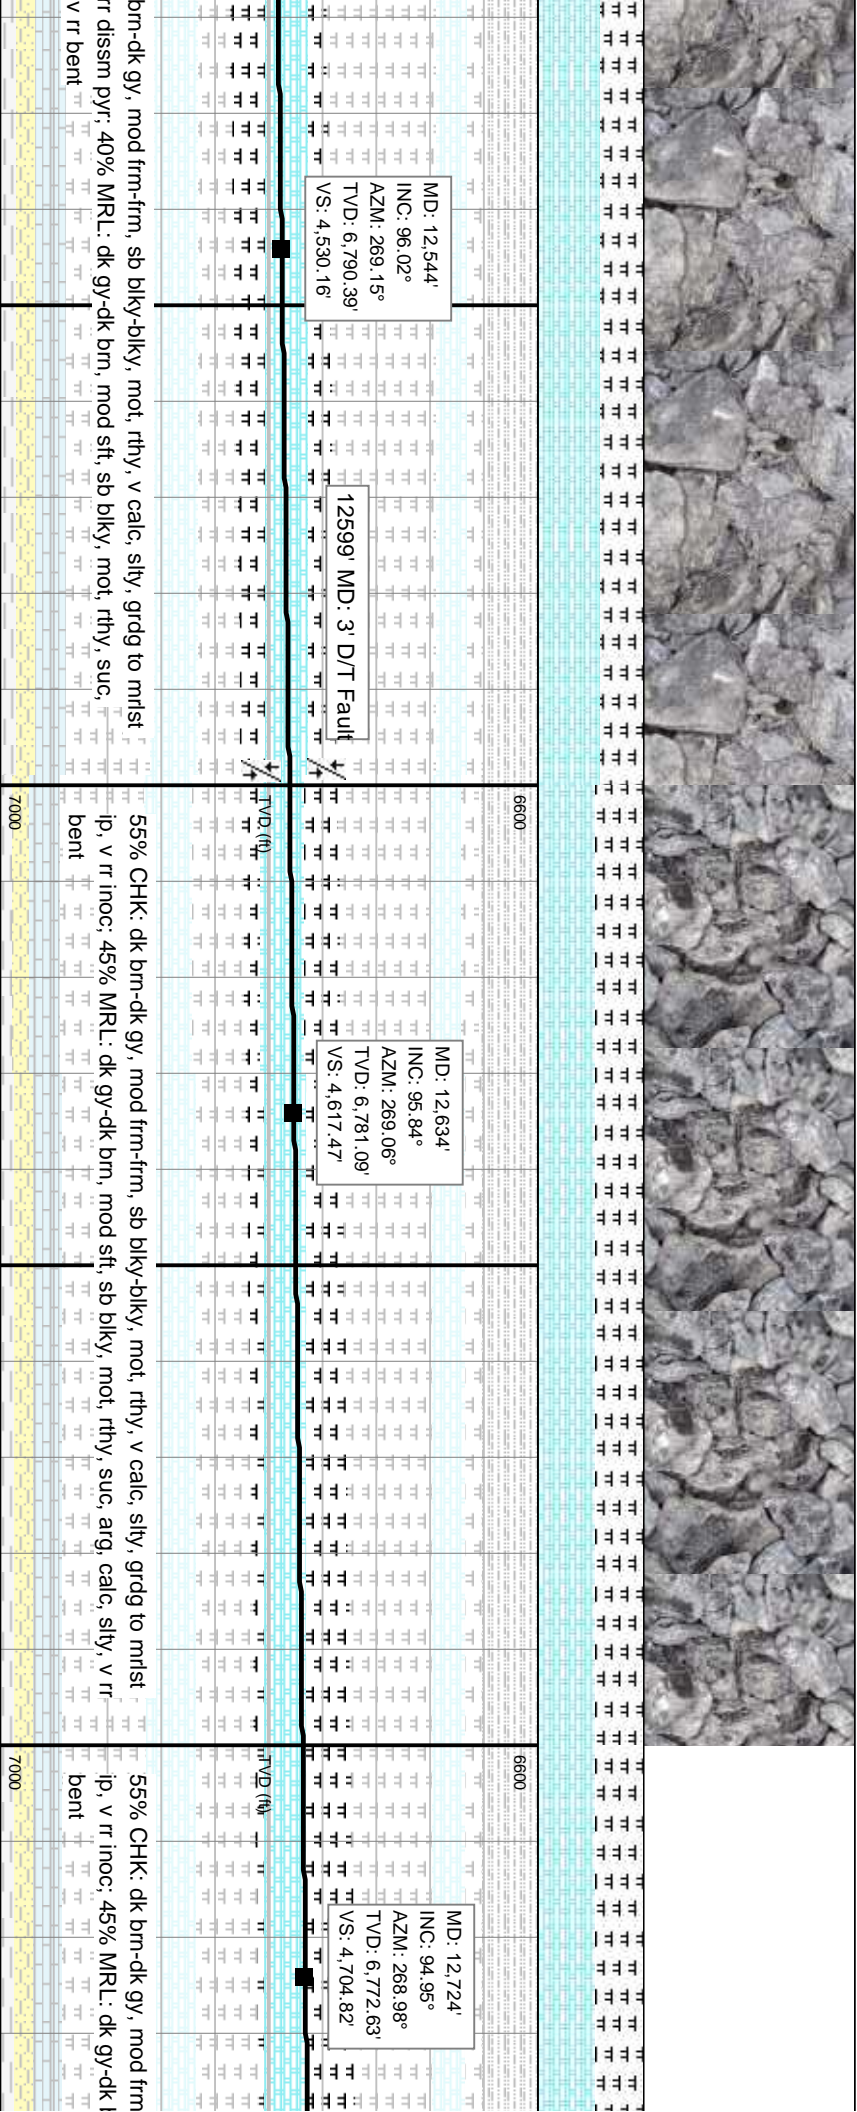 brn-dk gy, mod frm-frm, sb blky-blky, mot, rthy, v calc, slty, grdg to mrlst
rr dissm pyr; 40% MRL: dk gy-dk brn, mod sft, sb blky, mot, rthy, suc,
v rr bent
MD: 12,544'
INC: 96.02°
AZM: 269.15°
TVD: 6,790.39'
VS: 4,530.16'
12599' MD: 3' D/T Fault
6600
TVD (ft)
7000
55% CHK: dk brn-dk gy, mod frm-frm, sb blky-blky, mot, rthy, v calc, slty, grdg to mrlst
ip, v rr inoc; 45% MRL: dk gy-dk brn, mod sft, sb blky, mot, rthy, suc, arg, calc, slty, v rr
bent
MD: 12,634'
INC: 95.84°
AZM: 269.06°
TVD: 6,781.09'
VS: 4,617.47'
6600
TVD (ft)
7000
55% CHK: dk brn-dk gy, mod frm
ip, v rr inoc; 45% MRL: dk gy-dk
bent
MD: 12,724'
INC: 94.95°
AZM: 268.98°
TVD: 6,772.63'
VS: 4,704.82'